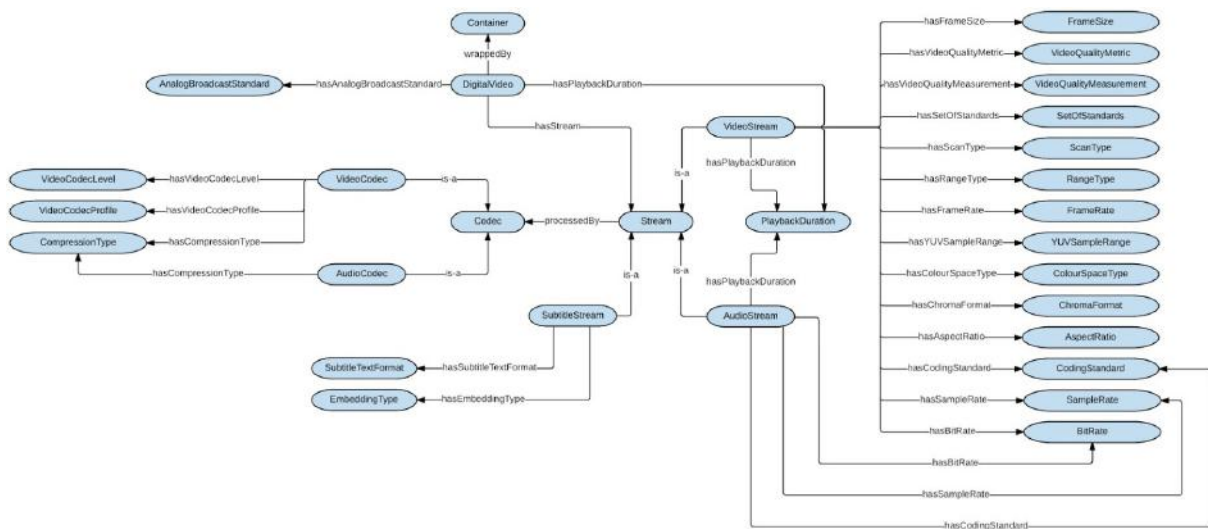 Container
hasFrameSize
FrameSize
wrappedBy
hasVideoQualityMetric
VideoQualityMetric
AnalogBroadcastStandard
hasAnalogBroadcastStandard
DigitalVideo
hasPlaybackDuration
hasVideoQualityMeasurement
VideoQualityMeasurement
hasSetOfStandards
SetOfStandards
hasStream
VideoStream
hasScanType
ScanType
hasPlaybackDuration
VideoCodecLevel
hasVideoCodecLevel
VideoCodec
is-a
is-a
hasRangeType
RangeType
VideoCodecProfile
hasVideoCodecProfile
hasFrameRate
FrameRate
Codec
processedBy
Stream
PlaybackDuration
CompressionType
hasCompressionType
hasYUVSampleRange
YUVSampleRange
hasCompressionType
AudioCodec
is-a
is-a
is-a
hasPlaybackDuration
hasColourSpaceType
ColourSpaceType
hasChromaFormat
ChromaFormat
SubtitleStream
AudioStream
hasAspectRatio
AspectRatio
SubtitleTextFormat
hasSubtitleTextFormat
hasCodingStandard
CodingStandard
EmbeddingType
hasEmbeddingType
hasSampleRate
SampleRate
hasBitRate
BitRate
hasBitRate
hasSampleRate
hasCodingStandard